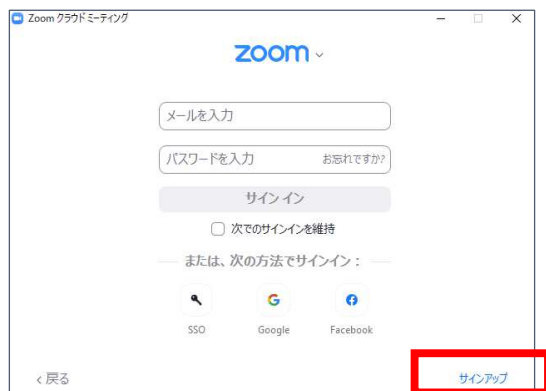 Zoom クラウド ミーティング
zoom
メールを入力
パスワードを入力 お忘れですか?
サイン イン
次でのサインインを維持
または、次の方法でサインイン：
SSO Google Facebook
< 戻る サインアップ